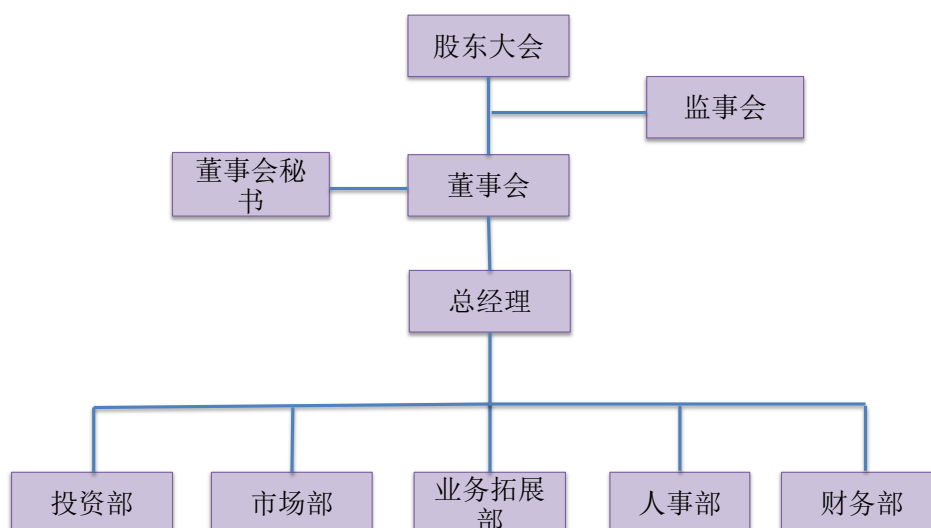 股东大会
监事会
董事会秘
书
董事会
总经理
投资部
市场部
业务拓展
部
人事部
财务部